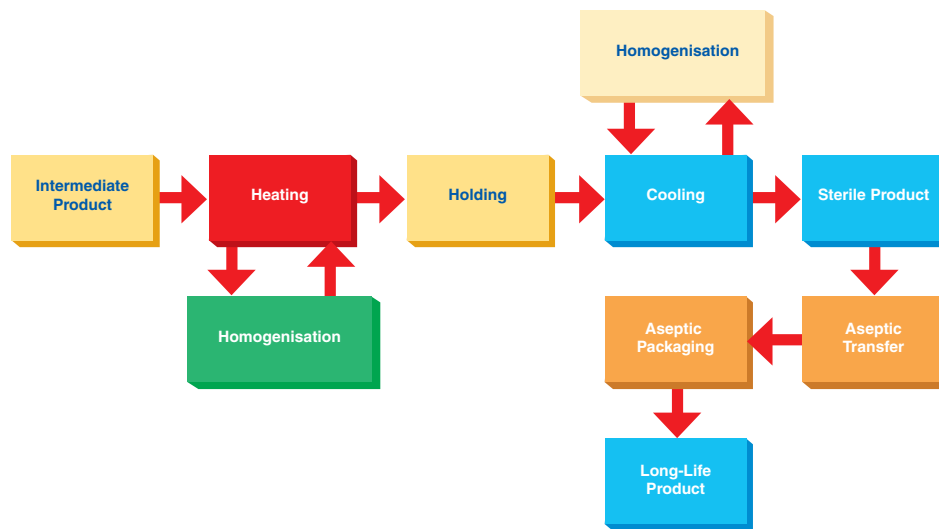 Homogenisation
Intermediate
Product
Heating
Holding
Cooling
Sterile Product
Homogenisation
Aseptic
Packaging
Aseptic
Transfer
Long-Life
Product